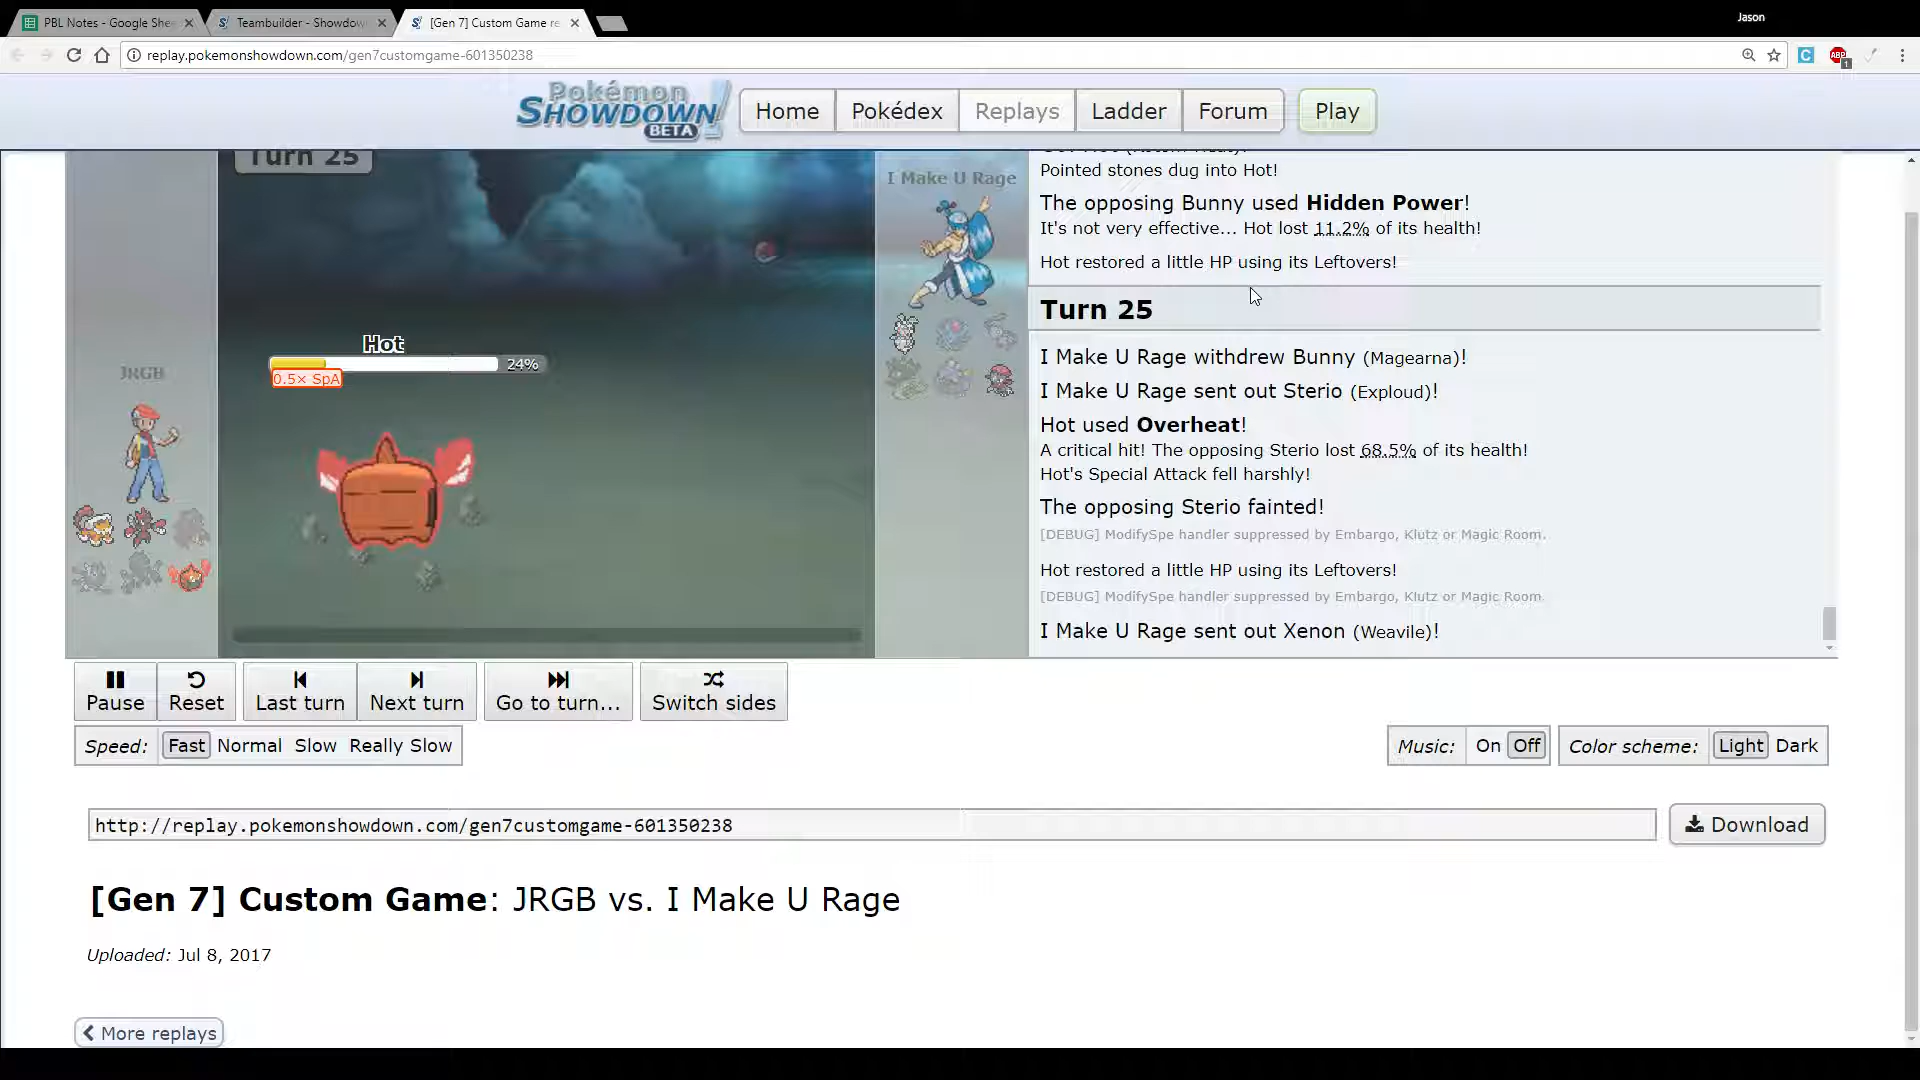 PBL Notes - Google She
Teambuilder - Showdow
[Gen 7] Custom Game re
Jason
replay.pokemonshowdown.com/gen7customgame-601350238
Pokémon
SHOWDOWN!
BETA
Home
Pokédex
Replays
Ladder
Forum
Play
Turn 25
I Make U Rage
JRGB
Hot
24%
0.5× SpA
Pointed stones dug into Hot!
The opposing Bunny used Hidden Power!
It's not very effective... Hot lost 11.2% of its health!
Hot restored a little HP using its Leftovers!
Turn 25
I Make U Rage withdrew Bunny (Magearna)!
I Make U Rage sent out Sterio (Exploud)!
Hot used Overheat!
A critical hit! The opposing Sterio lost 68.5% of its health!
Hot's Special Attack fell harshly!
The opposing Sterio fainted!
[DEBUG] ModifySpe handler suppressed by Embargo, Klutz or Magic Room.
Hot restored a little HP using its Leftovers!
[DEBUG] ModifySpe handler suppressed by Embargo, Klutz or Magic Room.
I Make U Rage sent out Xenon (Weavile)!
Pause
Reset
Last turn
Next turn
Go to turn...
Switch sides
Speed: Fast Normal Slow Really Slow
Music: On Off
Color scheme: Light Dark
http://replay.pokemonshowdown.com/gen7customgame-601350238
Download
[Gen 7] Custom Game: JRGB vs. I Make U Rage
Uploaded: Jul 8, 2017
More replays